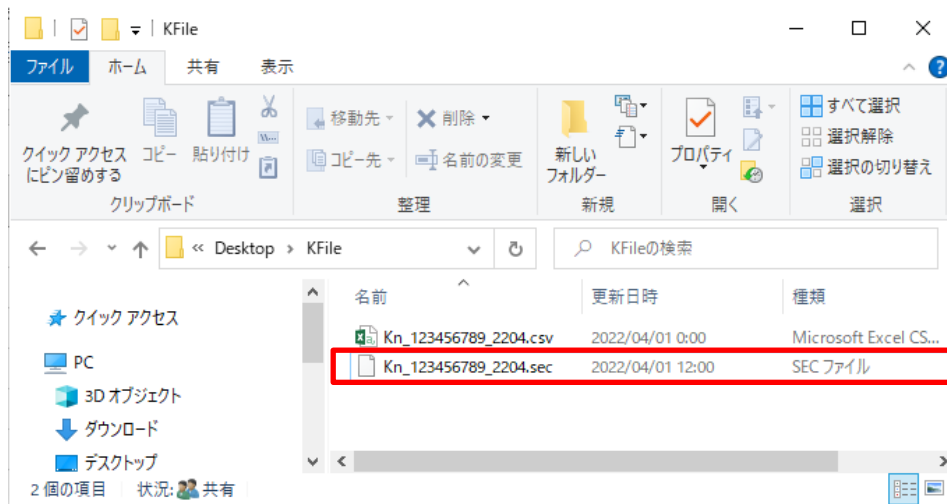 KFile
ファイル ホーム 共有 表示
クイック アクセス
にピン留めする
コピー
貼り付け
移動先
コピー先
削除
名前の変更
新しい
フォルダー
プロパティ
すべて選択
選択解除
選択の切り替え
クリップボード 整理 新規 開く 選択
« Desktop › KFile
KFileの検索
名前 更新日時 種類
クイック アクセス
PC
3D オブジェクト
ダウンロード
デスクトップ
Kn_123456789_2204.csv 2022/04/01 0:00 Microsoft Excel CS...
Kn_123456789_2204.sec 2022/04/01 12:00 SEC ファイル
2 個の項目 状況: 共有